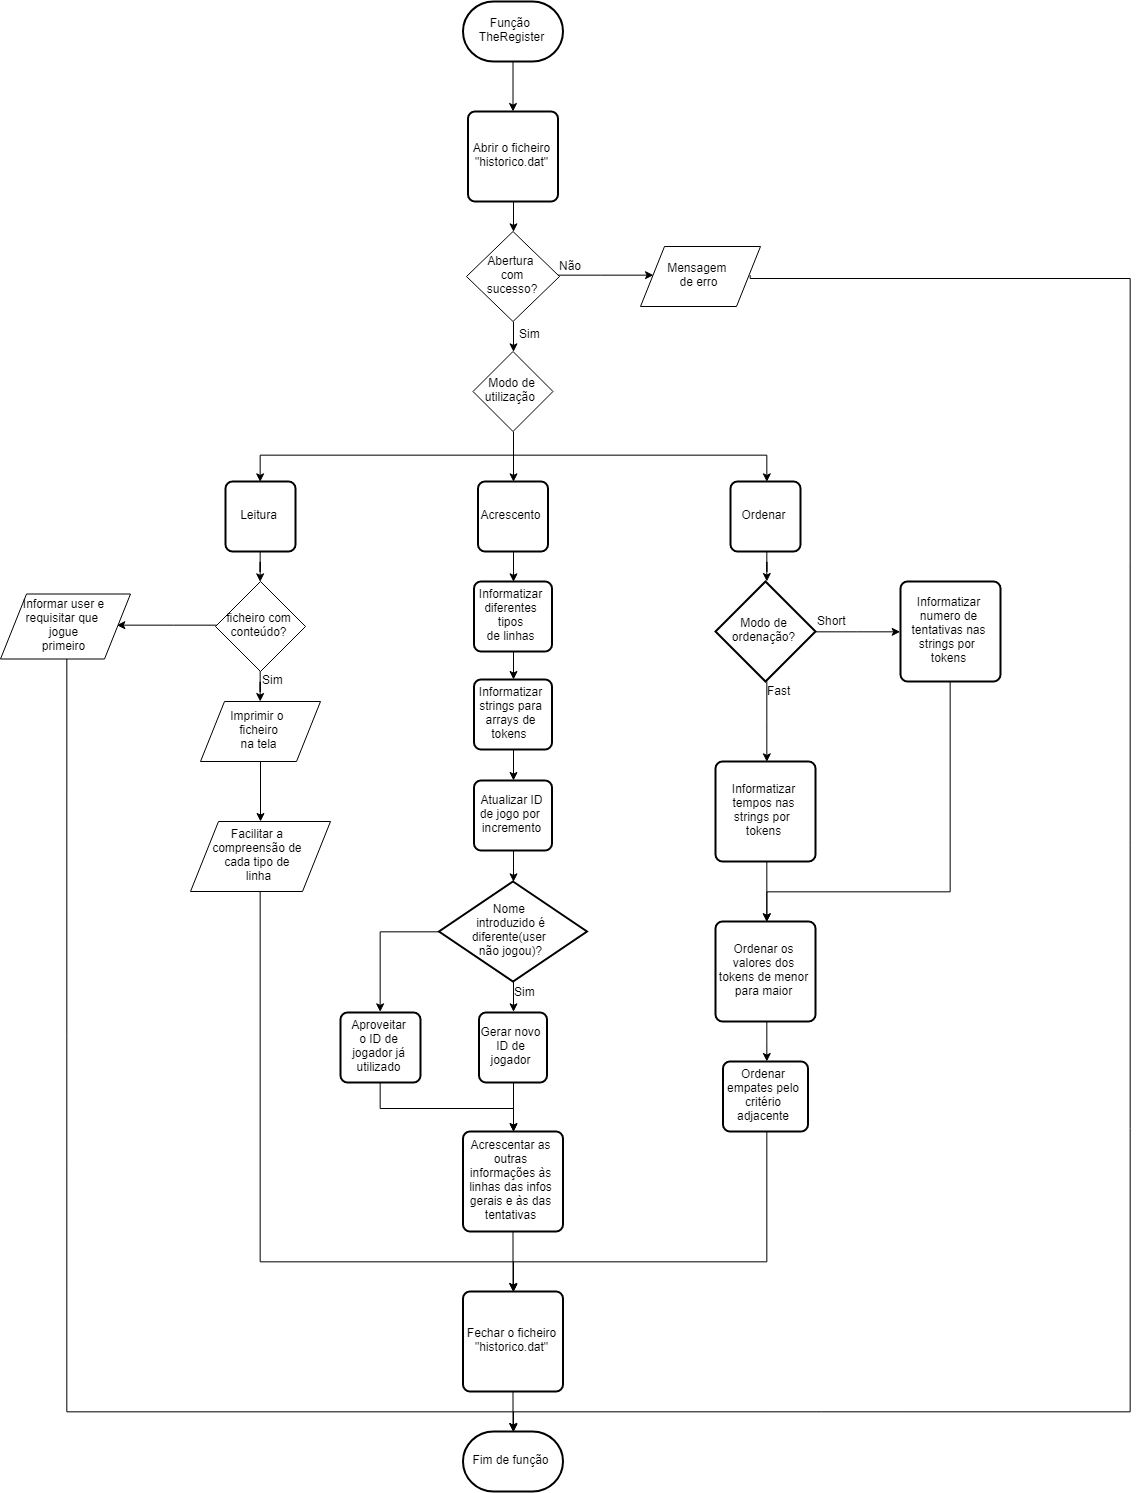 Função
TheRegister
Abrir o ficheiro
"historico.dat"
Abertura
com
sucesso?
Não
Mensagem
de erro
Sim
Modo de
utilização
Leitura
Acrescento
Ordenar
ficheiro com
conteúdo?
Informar user e
requisitar que
jogue
primeiro
Sim
Imprimir o
ficheiro
na tela
Facilitar a
compreensão de
cada tipo de
linha
Informatizar
diferentes
tipos
de linhas
Informatizar
strings para
arrays de
tokens
Atualizar ID
de jogo por
incremento
Nome
introduzido é
diferente(user
não jogou)?
Sim
Aproveitar
o ID de
jogador já
utilizado
Gerar novo
ID de
jogador
Acrescentar as
outras
informações às
linhas das infos
gerais e às das
tentativas
Modo de
ordenação?
Short
Informatizar
numero de
tentativas nas
strings por
tokens
Fast
Informatizar
tempos nas
strings por
tokens
Ordenar os
valores dos
tokens de menor
para maior
Ordenar
empates pelo
critério
adjacente
Fechar o ficheiro
"historico.dat"
Fim de função